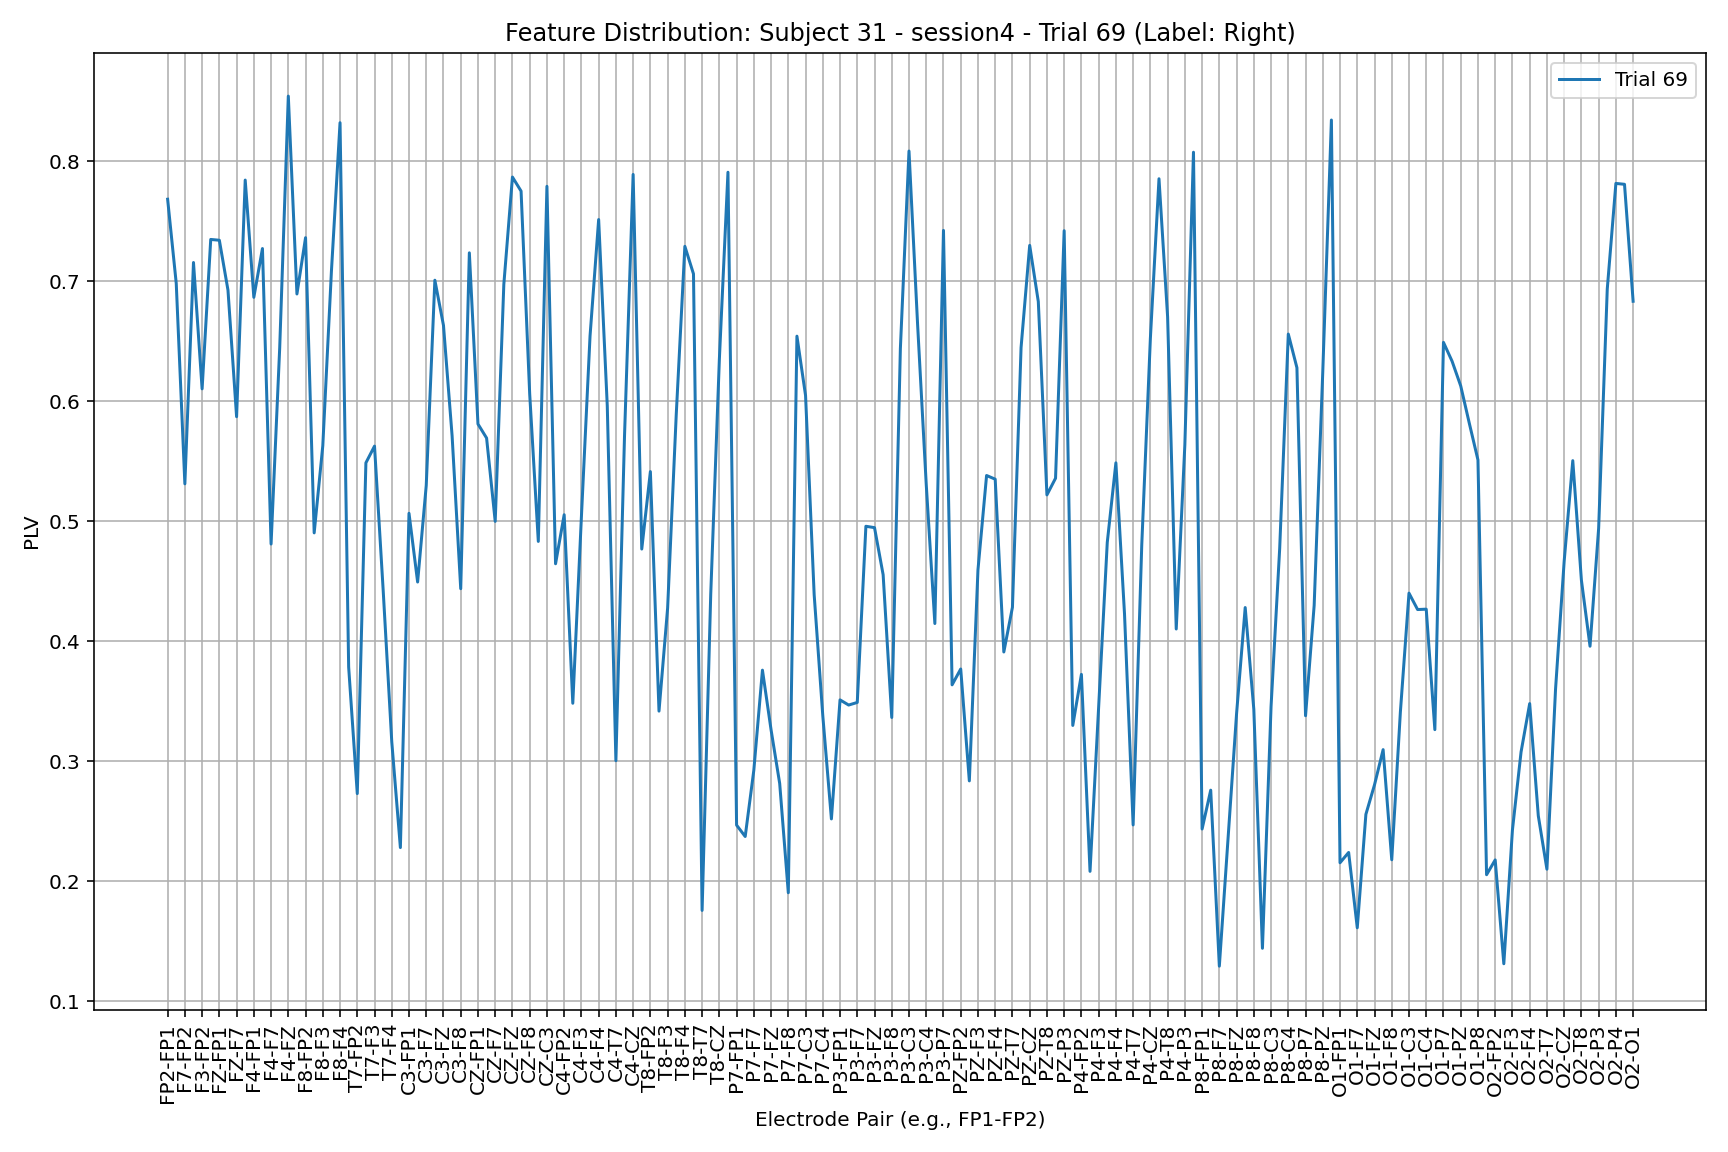 Feature Distribution: Subject 31 - session4 - Trial 69 (Label: Right)
Trial 69
PLV
0.8
0.7
0.6
0.5
0.4
0.3
0.2
0.1
FP2-FP1
F7-FP2
F3-FP2
FZ-FP1
FZ-F7
F4-FP1
F4-F7
F4-FZ
F8-FP2
F8-F3
F8-F4
T7-FP2
T7-F3
T7-F4
C3-FP1
C3-F7
C3-FZ
C3-F8
CZ-FP1
CZ-F7
CZ-FZ
CZ-F8
CZ-C3
C4-FP2
C4-F3
C4-F4
C4-T7
C4-CZ
T8-FP2
T8-F3
T8-F4
T8-T7
T8-CZ
P7-FP1
P7-F7
P7-FZ
P7-F8
P7-C3
P7-C4
P3-FP1
P3-F7
P3-FZ
P3-F8
P3-C3
P3-C4
P3-P7
PZ-FP2
PZ-F3
PZ-F4
PZ-T7
PZ-CZ
PZ-T8
PZ-P3
P4-FP2
P4-F3
P4-F4
P4-T7
P4-CZ
P4-T8
P4-P3
P8-FP1
P8-F7
P8-FZ
P8-F8
P8-C3
P8-C4
P8-P7
P8-PZ
O1-FP1
O1-F7
O1-FZ
O1-F8
O1-C3
O1-C4
O1-P7
O1-PZ
O1-P8
O2-FP2
O2-F3
O2-F4
O2-T7
O2-CZ
O2-T8
O2-P3
O2-P4
O2-O1
Electrode Pair (e.g., FP1-FP2)